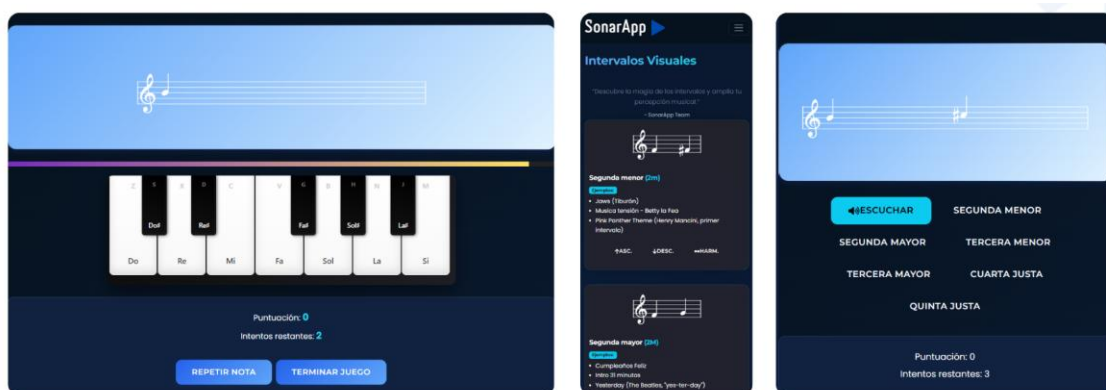 Z S X D C V G B H N J M
Do# Re# Fa# Sol# La#
Do Re Mi Fa Sol La Si
Puntuación: 0
Intentos restantes: 2
REPETIR NOTA TERMINAR JUEGO
SonarApp
Intervalos Visuales
"Descubre la magia de los intervalos y amplía tu
percepción musical."
- SonarApp Team
Segunda menor (2m)
Ejemplos:
Jaws (Tiburón)
Musica tensión - Betty la Fea
Pink Panther Theme (Henry Mancini, primer
intervalo)
↑ASC. ↓DESC. ↔HARM.
Segunda mayor (2M)
Ejemplos:
Cumpleaños Feliz
Intro 31 minutos
Yesterday (The Beatles, "yes-ter-day")
ESCUCHAR SEGUNDA MENOR
SEGUNDA MAYOR TERCERA MENOR
TERCERA MAYOR CUARTA JUSTA
QUINTA JUSTA
Puntuación: 0
Intentos restantes: 3